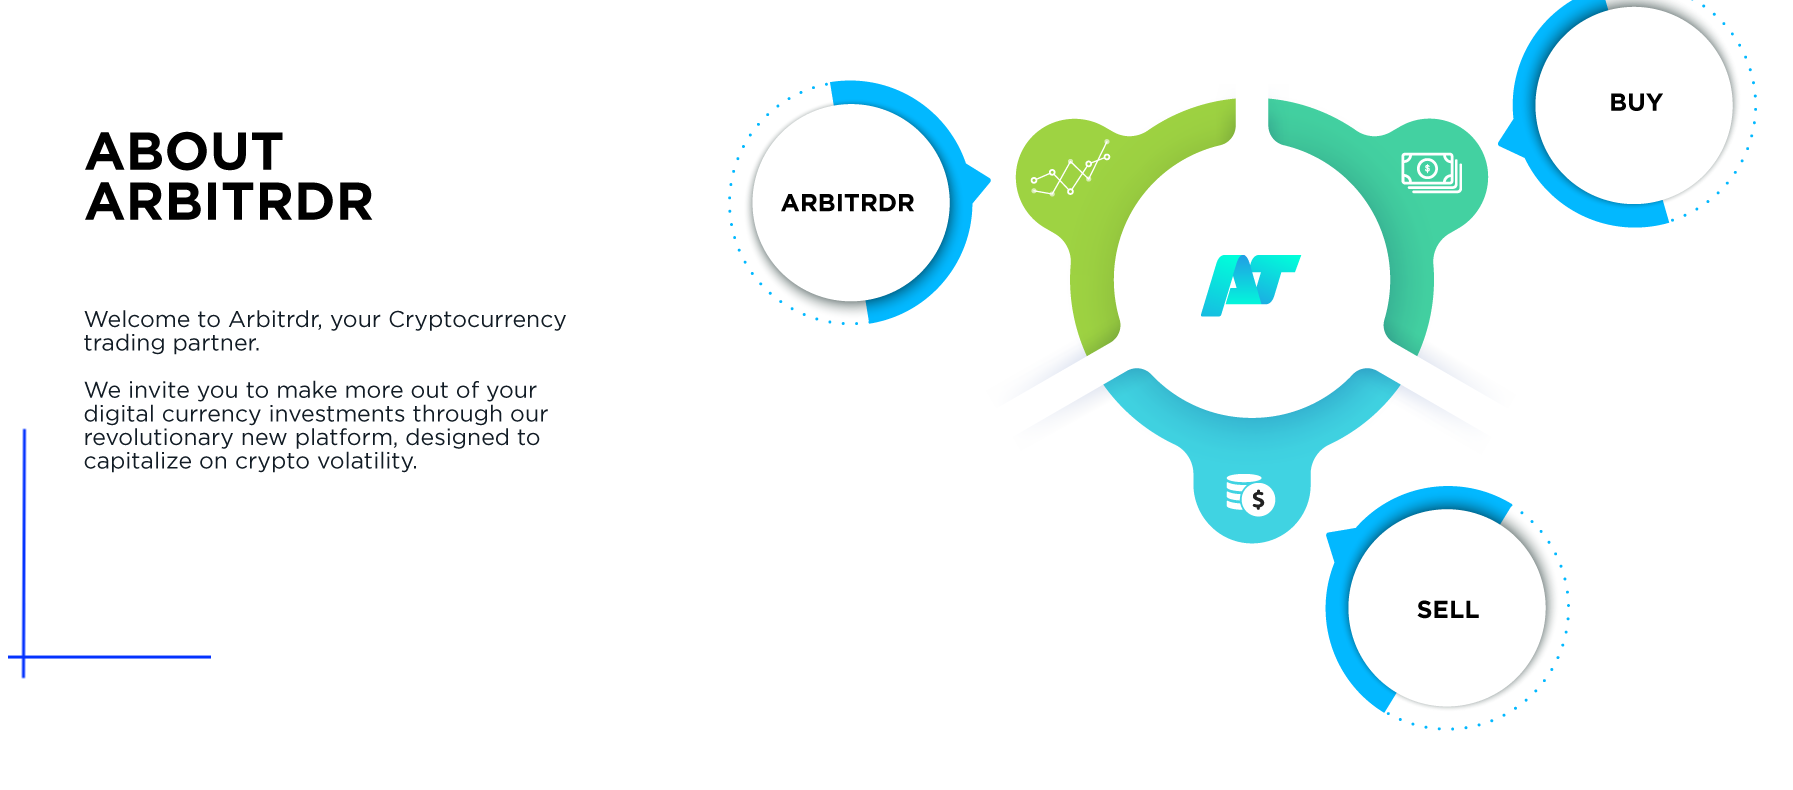 ABOUT
ARBITRDR
Welcome to Arbitrdr, your Cryptocurrency
trading partner.
We invite you to make more out of your
digital currency investments through our
revolutionary new platform, designed to
capitalize on crypto volatility.
ARBITRDR
BUY
$
AT
$
SELL